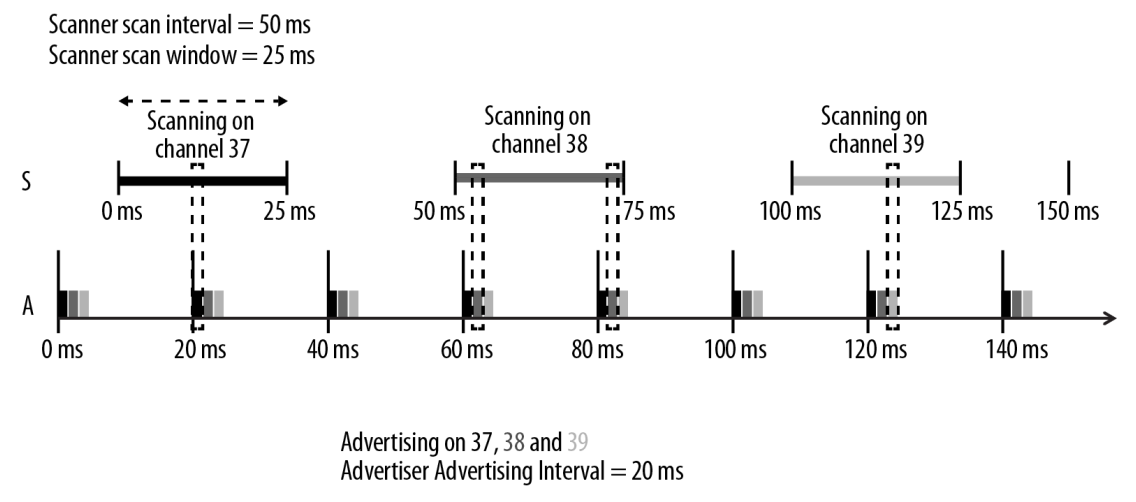 Scanner scan interval = 50 ms
Scanner scan window = 25 ms
Scanning on
channel 37
Scanning on
channel 38
Scanning on
channel 39
S
0 ms
25 ms
50 ms
75 ms
100 ms
125 ms
150 ms
A
0 ms
20 ms
40 ms
60 ms
80 ms
100 ms
120 ms
140 ms
Advertising on 37, 38 and 39
Advertiser Advertising Interval = 20 ms